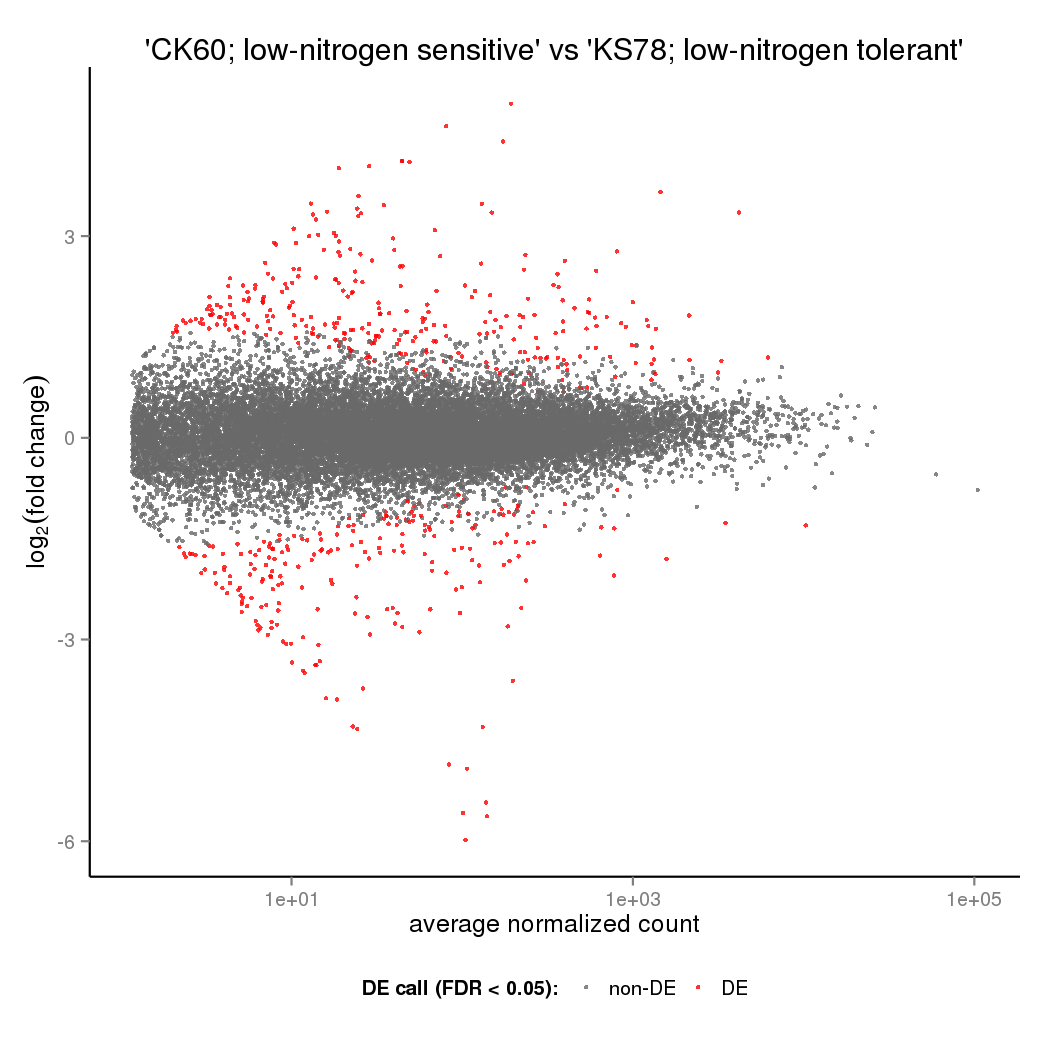 'CK60; low-nitrogen sensitive' vs 'KS78; low-nitrogen tolerant'
log₂(fold change)
3
0
-3
-6
1e+01 1e+03 1e+05
average normalized count
DE call (FDR < 0.05): non-DE DE